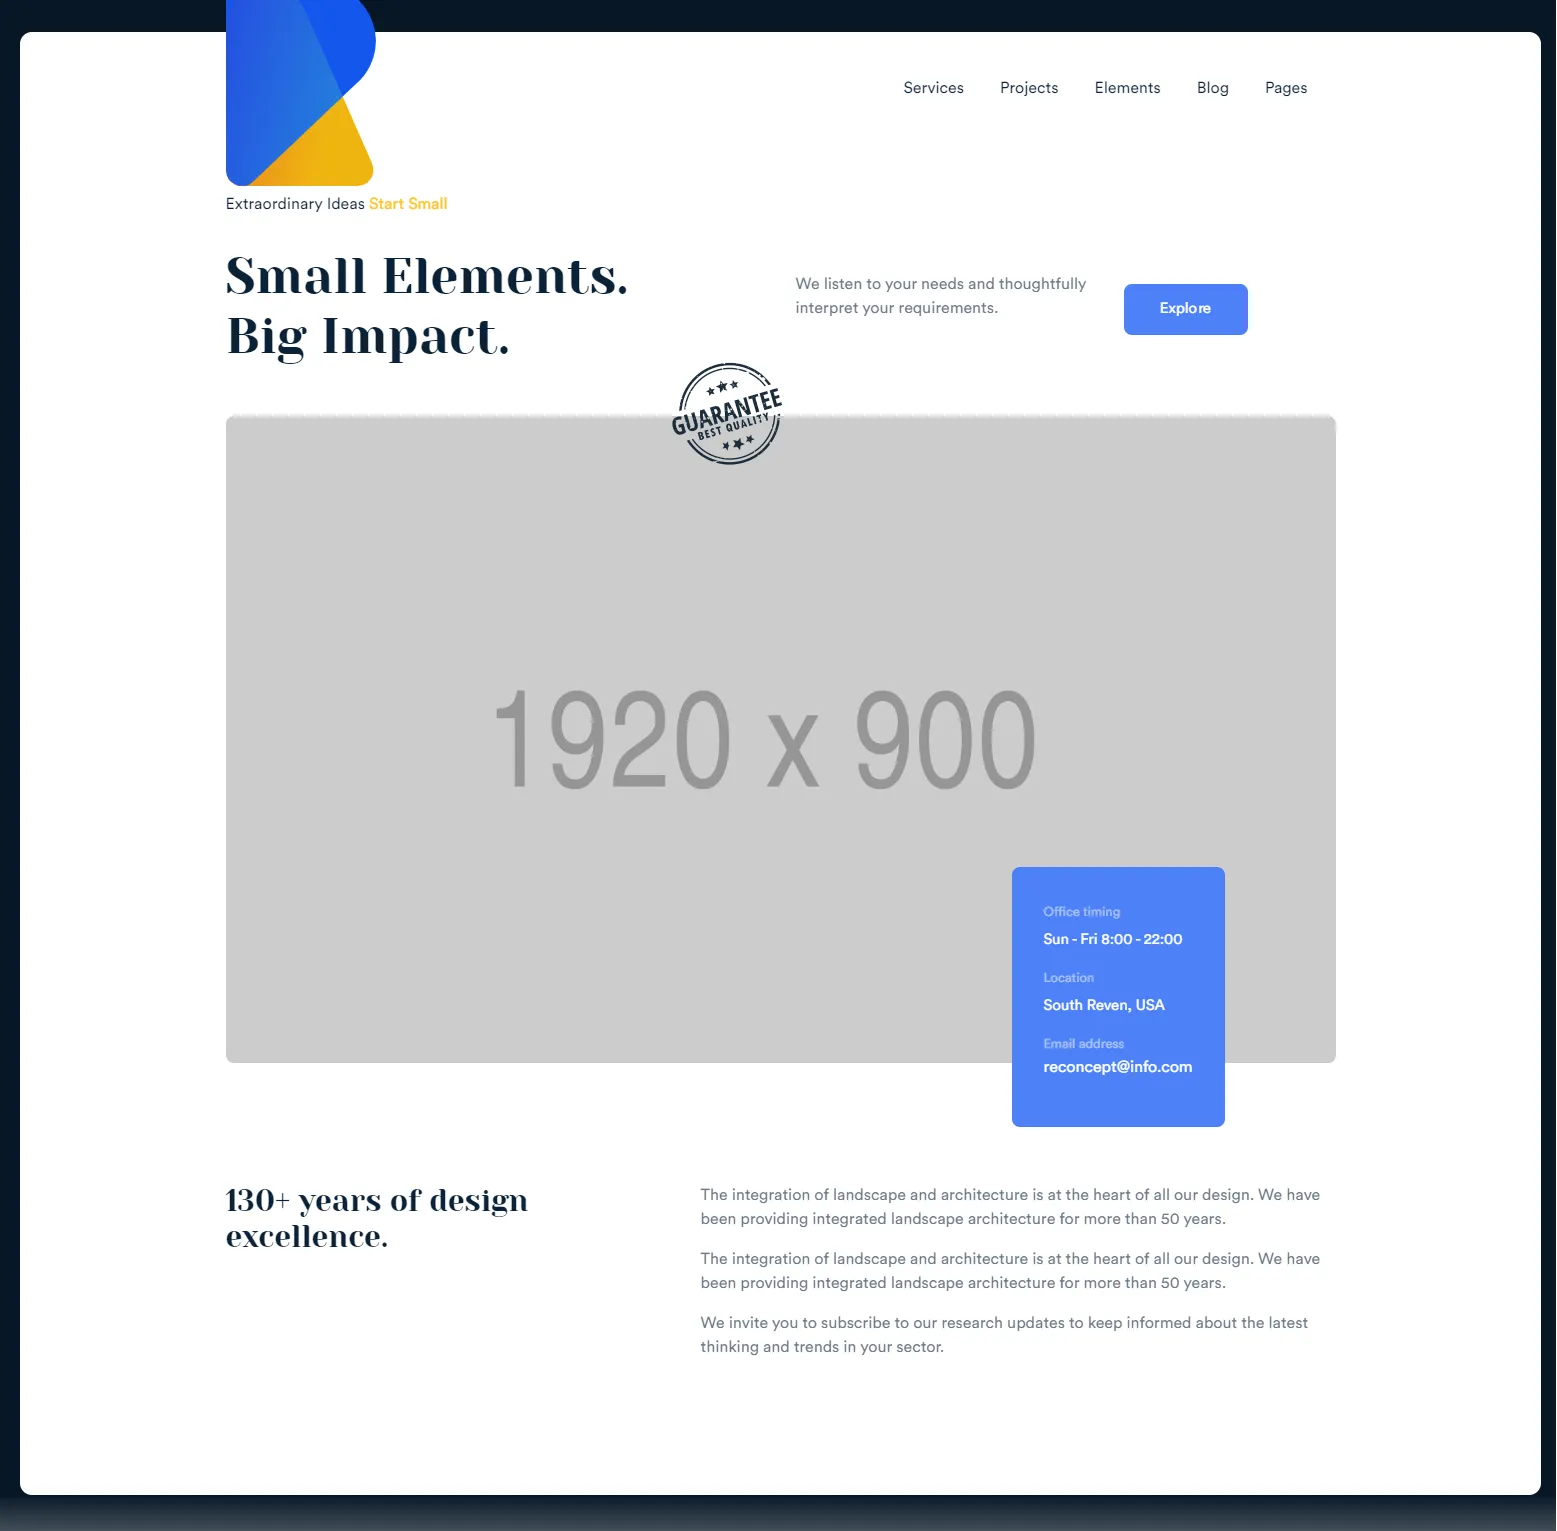 Services Projects Elements Blog Pages
Extraordinary Ideas Start Small
Small Elements.
Big Impact.
We listen to your needs and thoughtfully
interpret your requirements.
Explore
GUARANTEE
BEST QUALITY
1920 x 900
Office timing
Sun - Fri 8:00 - 22:00
Location
South Reven, USA
Email address
reconcept@info.com
130+ years of design
excellence.
The integration of landscape and architecture is at the heart of all our design. We have
been providing integrated landscape architecture for more than 50 years.
The integration of landscape and architecture is at the heart of all our design. We have
been providing integrated landscape architecture for more than 50 years.
We invite you to subscribe to our research updates to keep informed about the latest
thinking and trends in your sector.